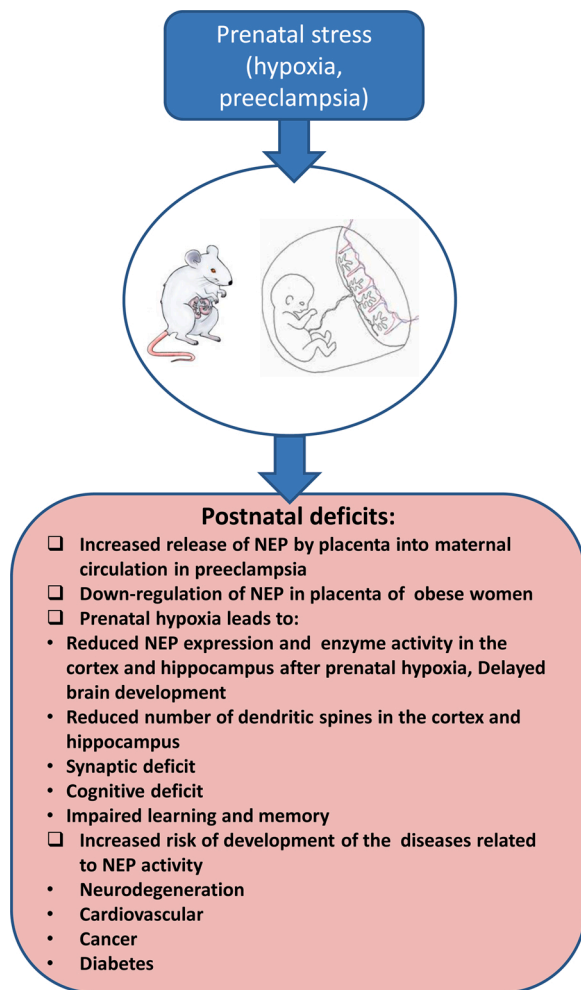 Prenatal stress
(hypoxia,
preeclampsia)
Postnatal deficits:
❑ Increased release of NEP by placenta into maternal
circulation in preeclampsia
❑ Down-regulation of NEP in placenta of obese women
❑ Prenatal hypoxia leads to:
• Reduced NEP expression and enzyme activity in the
cortex and hippocampus after prenatal hypoxia, Delayed
brain development
• Reduced number of dendritic spines in the cortex and
hippocampus
• Synaptic deficit
• Cognitive deficit
• Impaired learning and memory
❑ Increased risk of development of the diseases related
to NEP activity
• Neurodegeneration
• Cardiovascular
• Cancer
• Diabetes